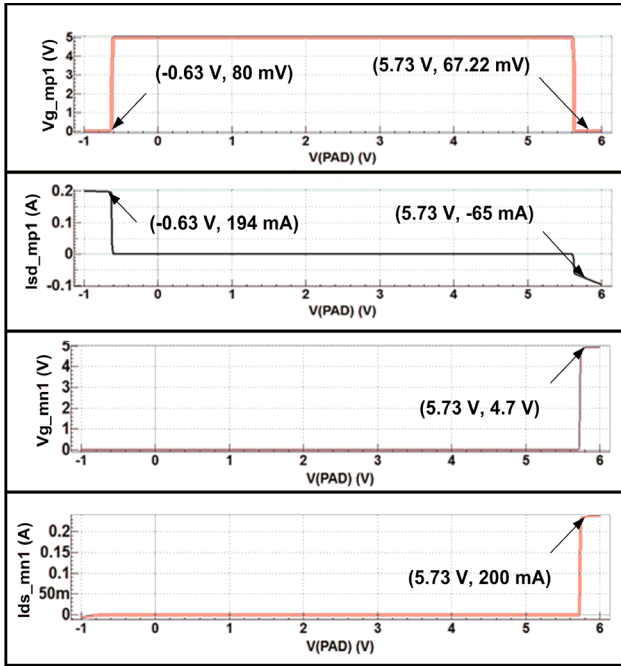 Vg_mp1 (V)
5
4
3
2
1
0
(-0.63 V, 80 mV)
(5.73 V, 67.22 mV)
-1 0 1 2 3 4 5 6
V(PAD) (V)
Isd_mp1 (A)
0.2
0.1
0
-0.1
(-0.63 V, 194 mA)
(5.73 V, -65 mA)
-1 0 1 2 3 4 5 6
V(PAD) (V)
Vg_mn1 (V)
5
4
3
2
1
0
(5.73 V, 4.7 V)
-1 0 1 2 3 4 5 6
V(PAD) (V)
Ids_mn1 (A)
0.2
0.15
0.1
50m
0
(5.73 V, 200 mA)
-1 0 1 2 3 4 5 6
V(PAD) (V)